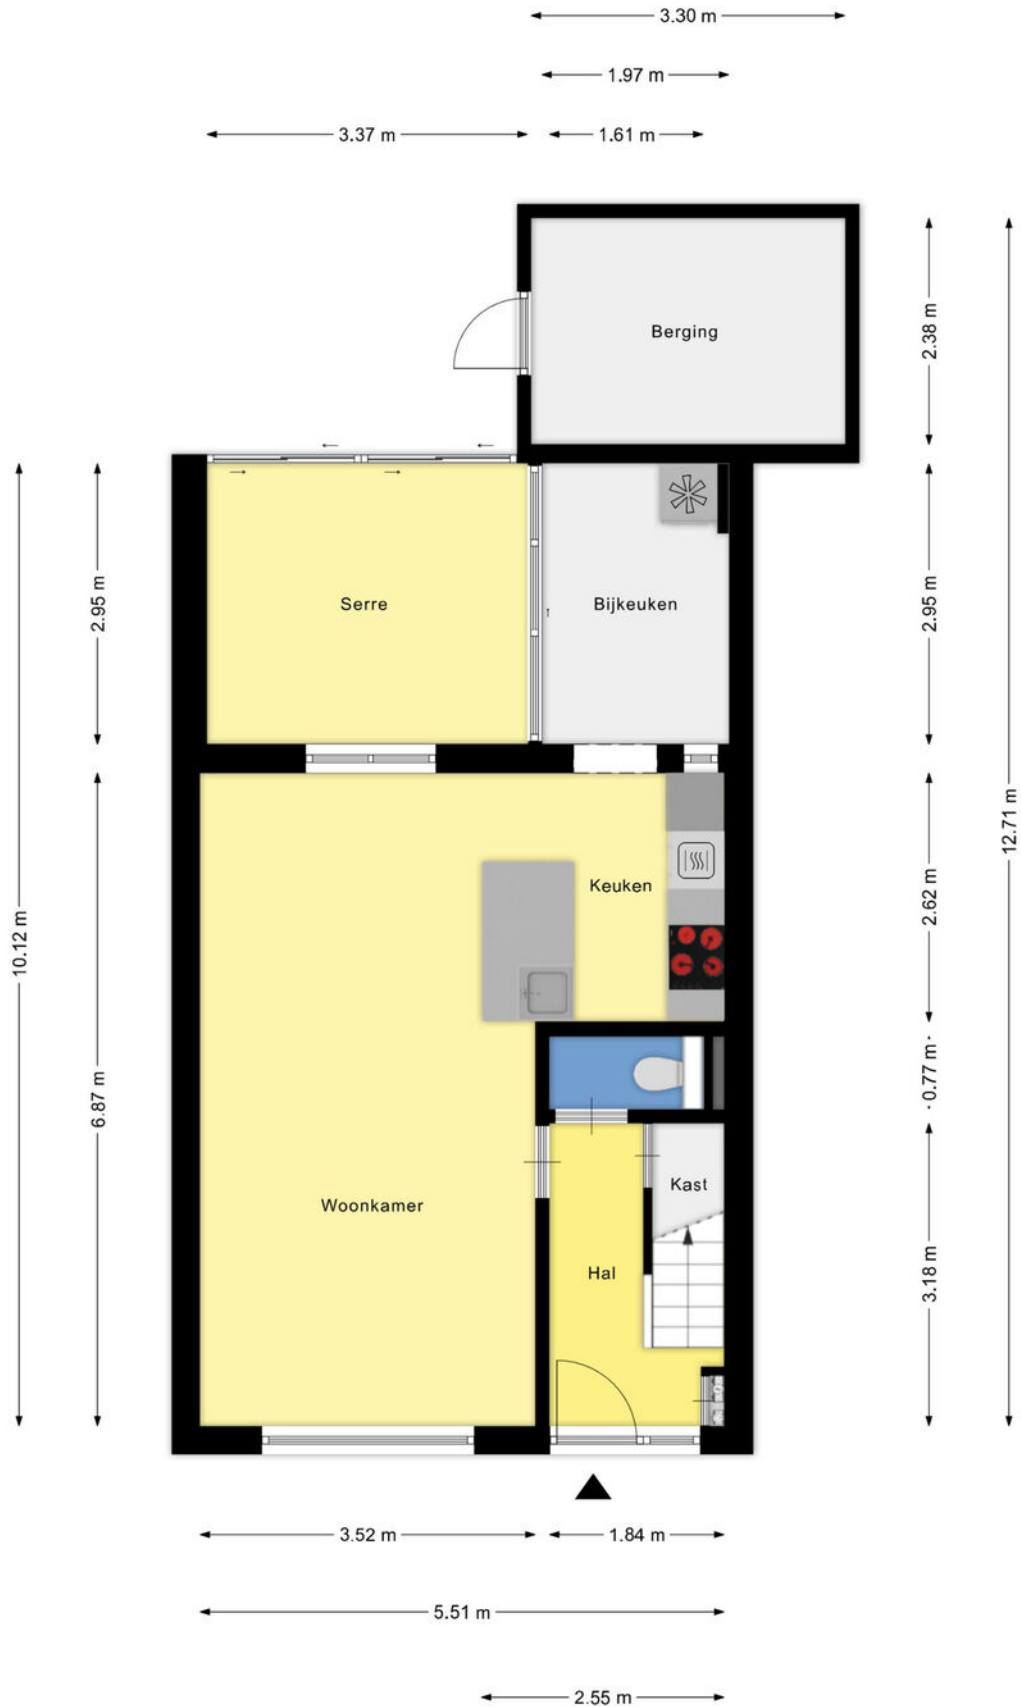 3.30 m
1.97 m
3.37 m
1.61 m
Berging
2.38 m
Serre
Bijkeuken
2.95 m
2.95 m
12.71 m
Keuken
2.62 m
10.12 m
0.77 m
6.87 m
Kast
Woonkamer
Hal
3.18 m
3.52 m
1.84 m
5.51 m
2.55 m